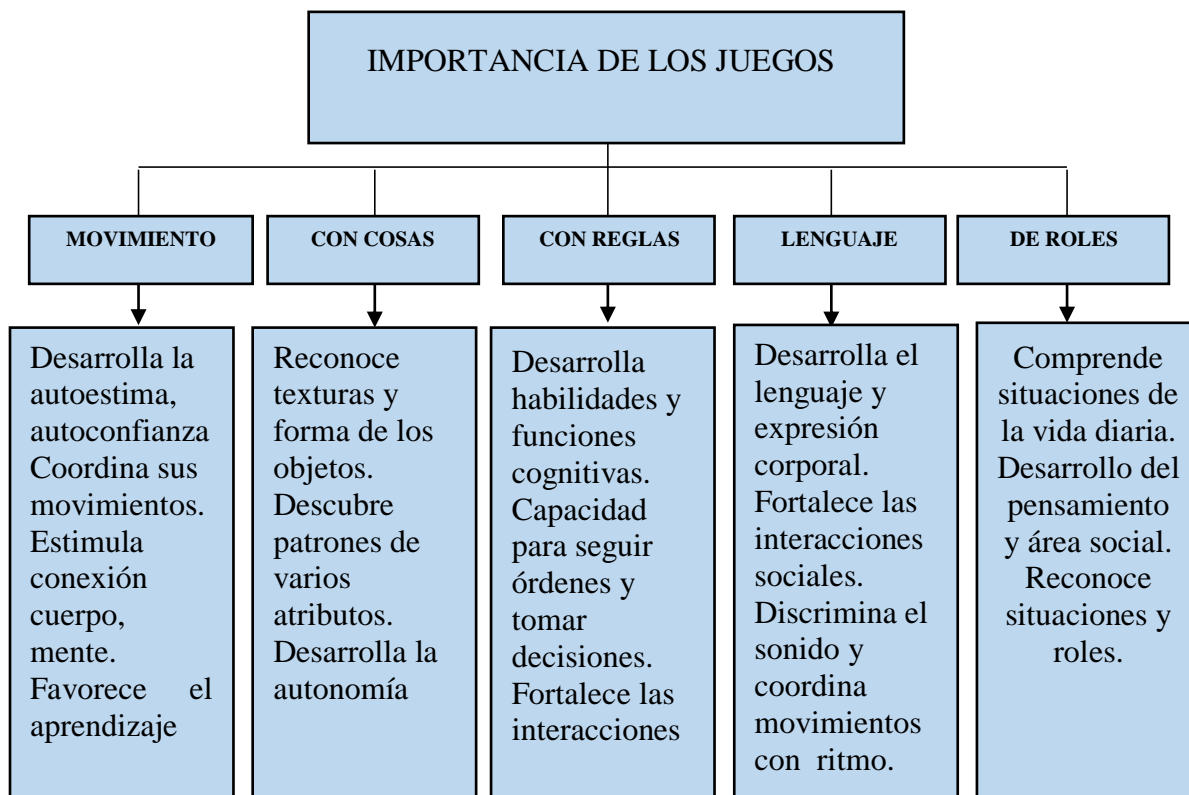 IMPORTANCIA DE LOS JUEGOS
MOVIMIENTO
CON COSAS
CON REGLAS
LENGUAJE
DE ROLES
Desarrolla la
autoestima,
autoconfianza
Coordina sus
movimientos.
Estimula
conexión
cuerpo,
mente.
Favorece el
aprendizaje
Reconoce
texturas y
forma de los
objetos.
Descubre
patrones de
varios
atributos.
Desarrolla la
autonomía
Desarrolla
habilidades y
funciones
cognitivas.
Capacidad
para seguir
órdenes y
tomar
decisiones.
Fortalece las
interacciones
Desarrolla el
lenguaje y
expresión
corporal.
Fortalece las
interacciones
sociales.
Discrimina el
sonido y
coordina
movimientos
con ritmo.
Comprende
situaciones de
la vida diaria.
Desarrollo del
pensamiento
y área social.
Reconoce
situaciones y
roles.